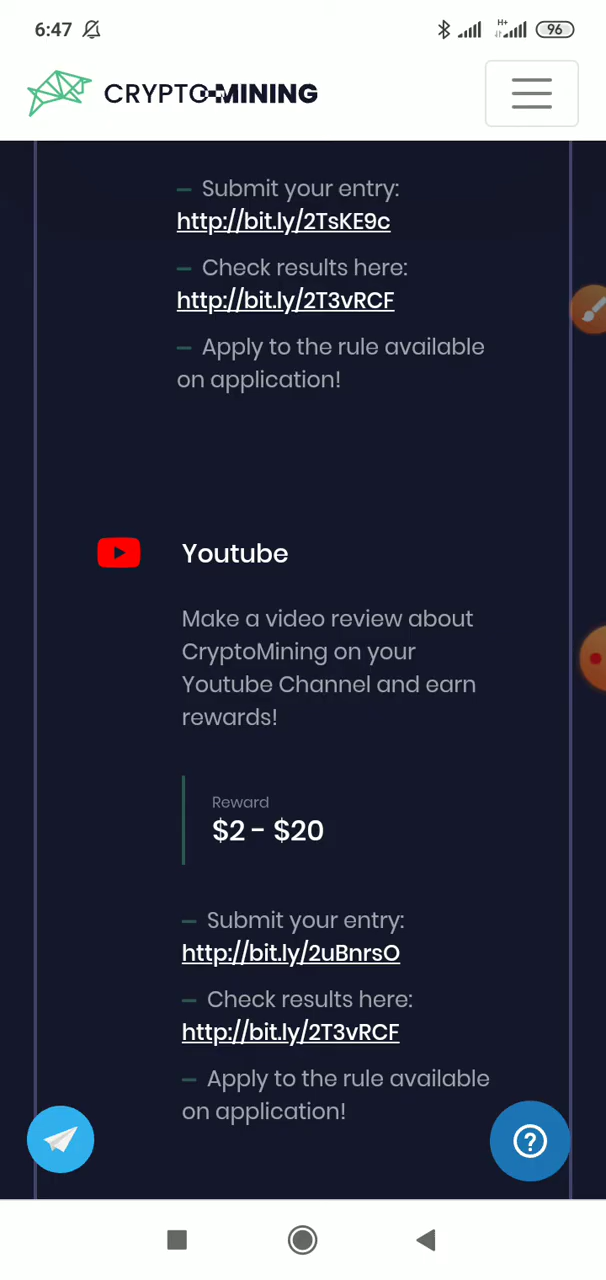 6:47
H+
96
CRYPTO-MINING
— Submit your entry:
http://bit.ly/2TsKE9c
— Check results here:
http://bit.ly/2T3vRCF
— Apply to the rule available
on application!
Youtube
Make a video review about
CryptoMining on your
Youtube Channel and earn
rewards!
Reward
$2 - $20
— Submit your entry:
http://bit.ly/2uBnrsO
— Check results here:
http://bit.ly/2T3vRCF
— Apply to the rule available
on application!
?